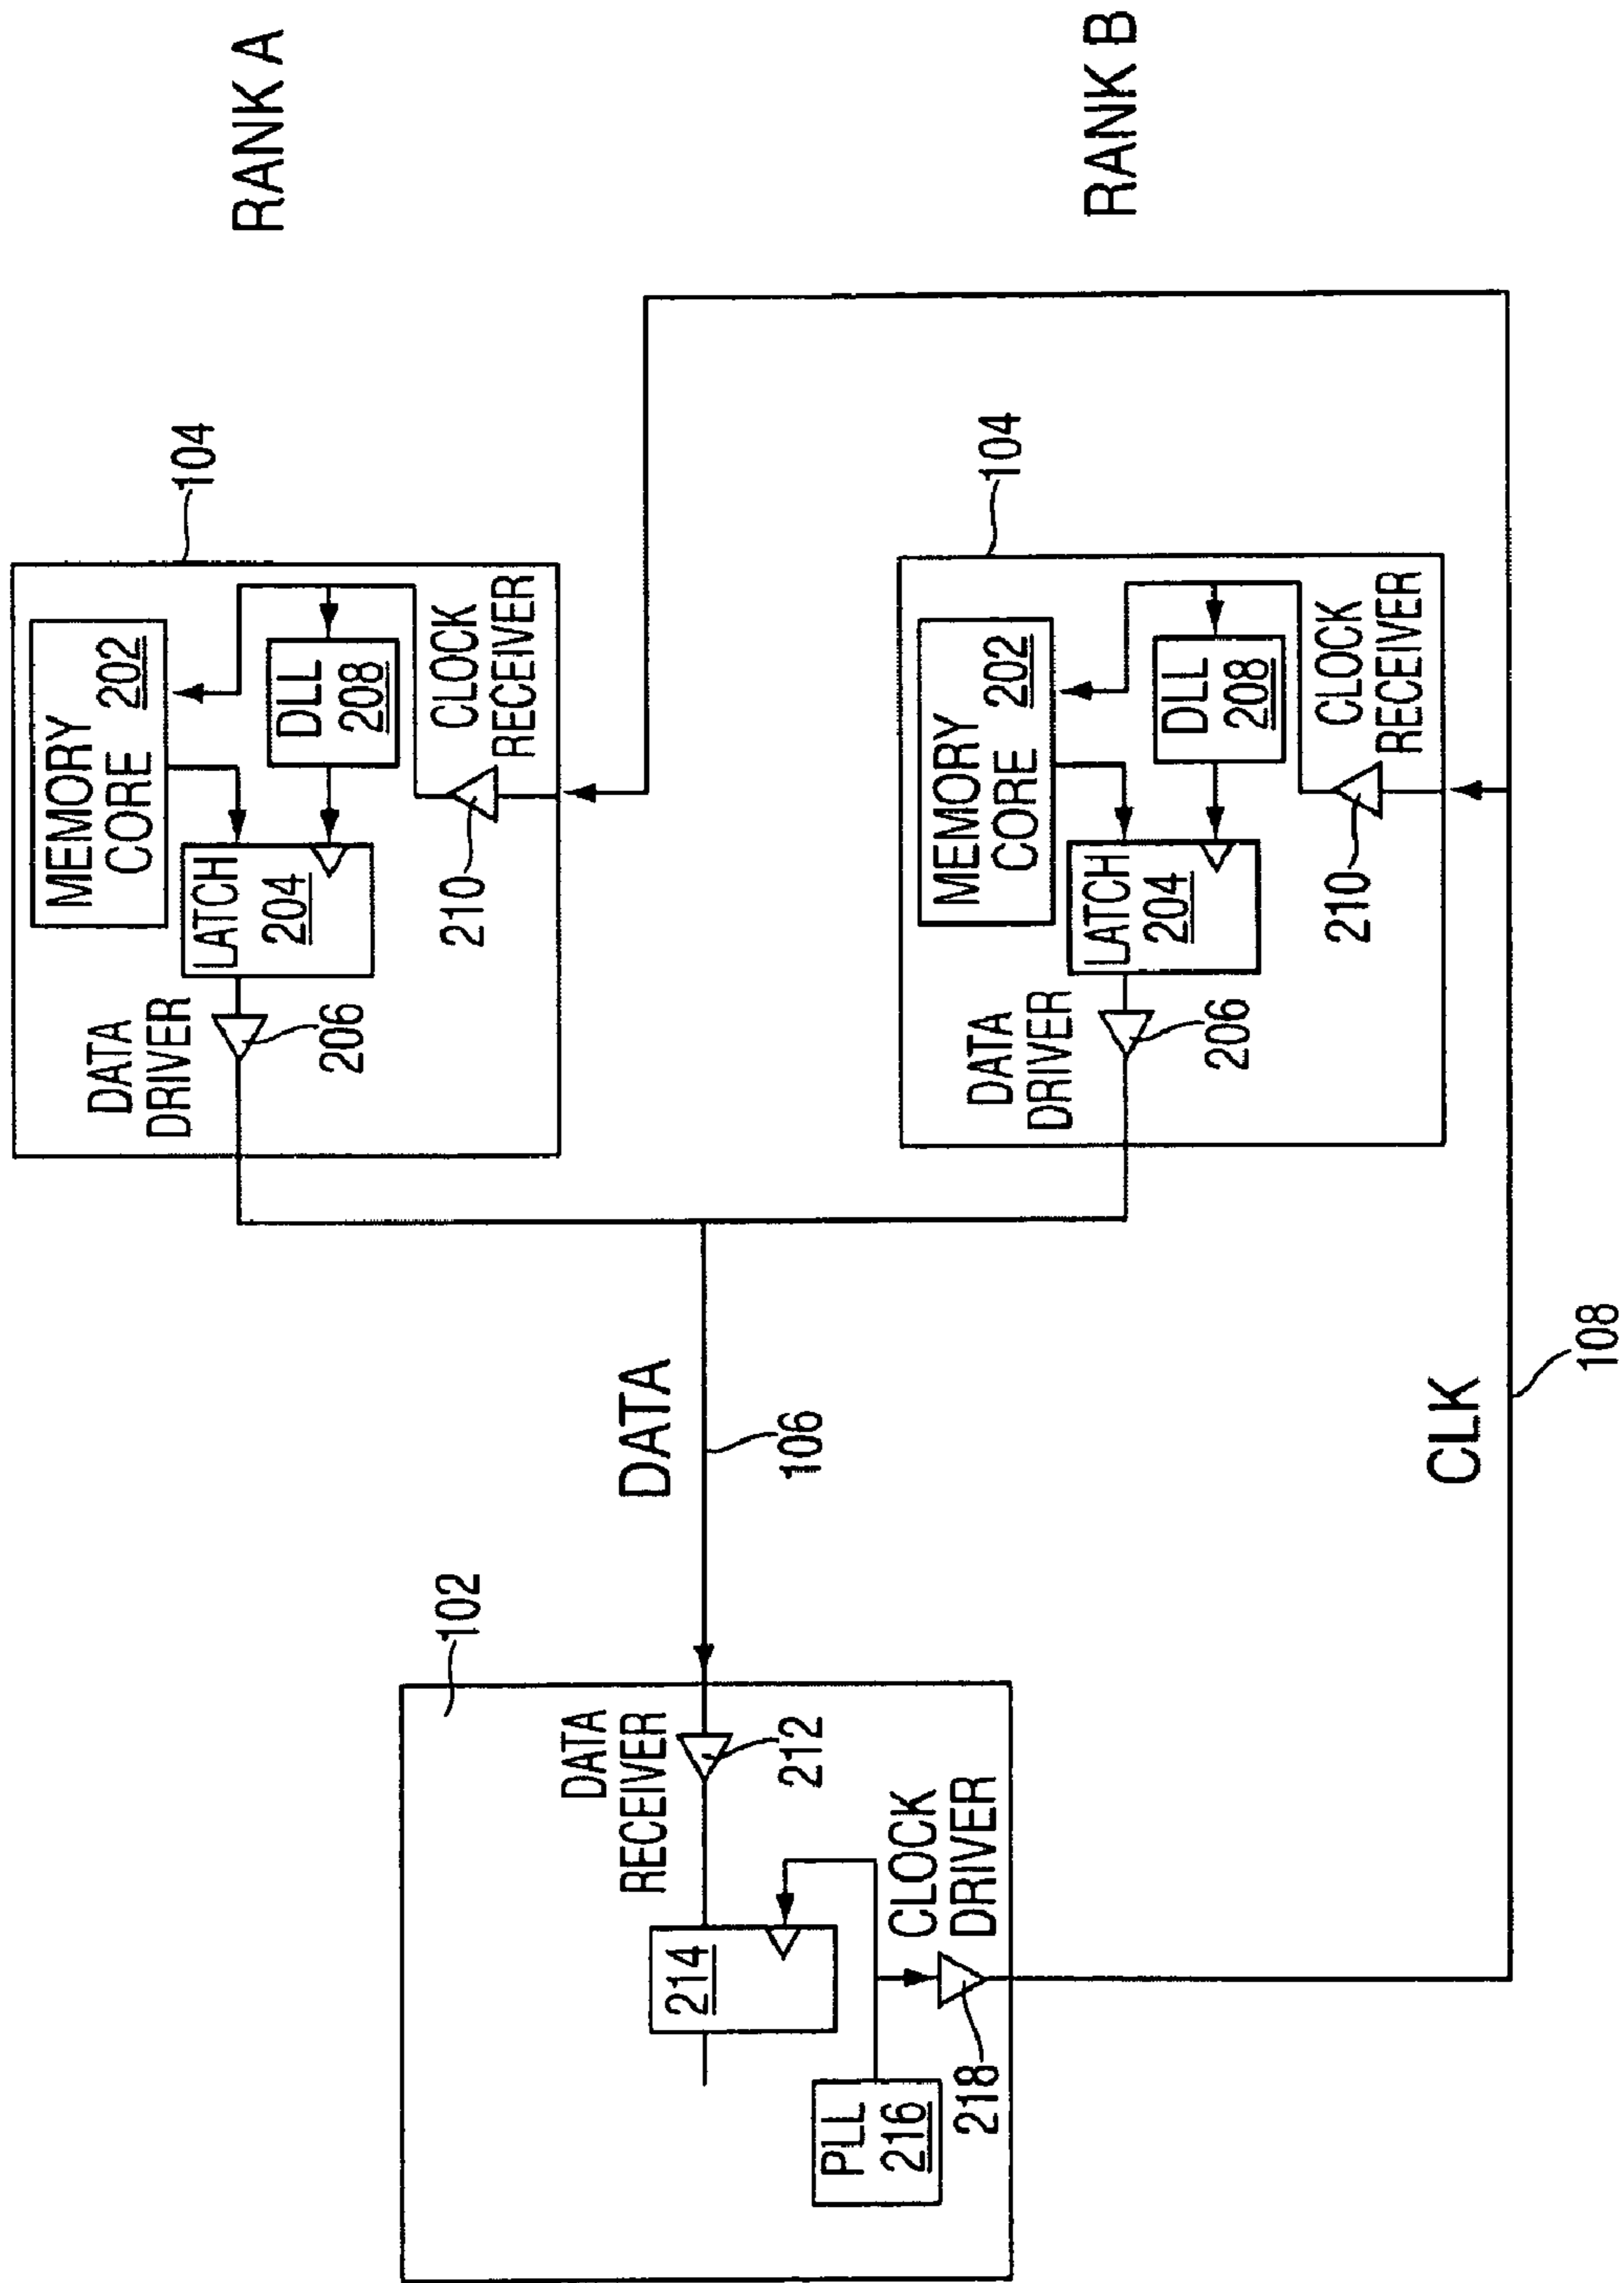 RANK A
RANK B
104
MEMORY
CORE 202
LATCH
204
DLL
208
DATA
DRIVER
206
CLOCK
RECEIVER
210
104
MEMORY
CORE 202
LATCH
204
DLL
208
DATA
DRIVER
206
CLOCK
RECEIVER
210
DATA
106
CLK
108
102
DATA
RECEIVER
212
214
CLOCK
DRIVER
218
PLL
216